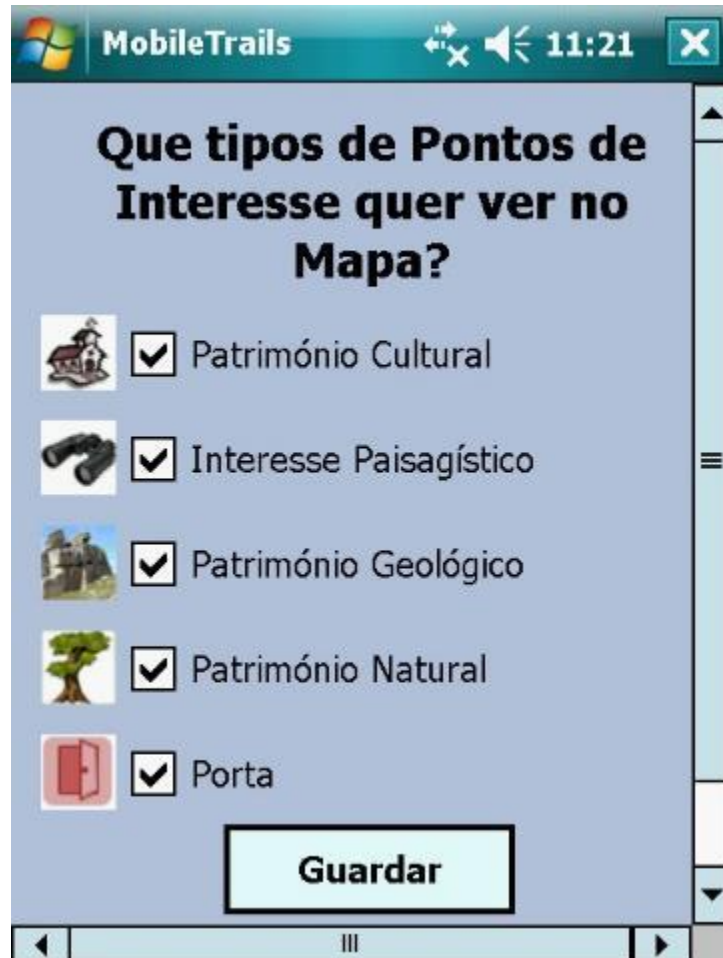 MobileTrails 11:21
Que tipos de Pontos de
Interesse quer ver no
Mapa?
Património Cultural
Interesse Paisagístico
Património Geológico
Património Natural
Porta
Guardar